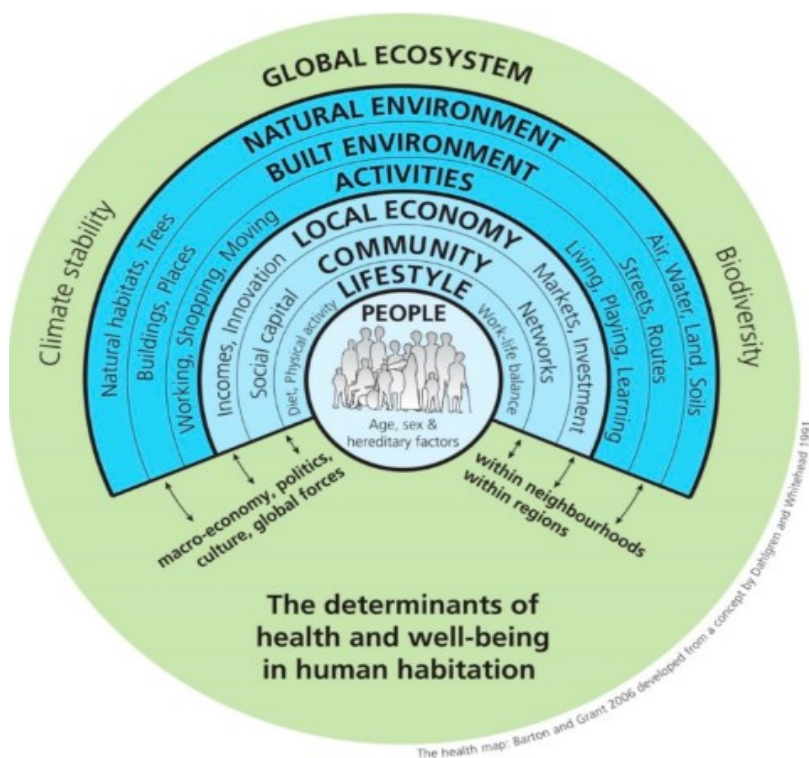 GLOBAL ECOSYSTEM
NATURAL ENVIRONMENT
BUILT ENVIRONMENT
ACTIVITIES
LOCAL ECONOMY
COMMUNITY
LIFESTYLE
PEOPLE
Age, sex &
hereditary factors
Climate stability
Natural habitats, Trees
Buildings, Places
Working, Shopping, Moving
Incomes, Innovation
Social capital
Diet, Physical activity
Work-life balance
Networks
Markets, Investment
Living, Playing, Learning
Streets, Routes
Air, Water, Land, Soils
Biodiversity
macro-economy, politics,
culture, global forces
within neighbourhoods
within regions
The determinants of
health and well-being
in human habitation
The health map: Barton and Grant 2006 developed from a concept by Dahlgren and Whitehead 1991